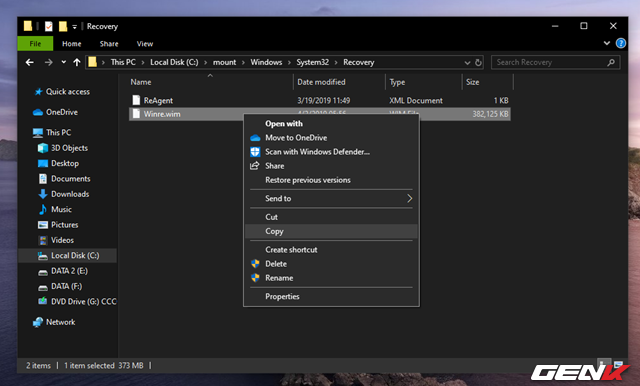 Recovery
File Home Share View
This PC Local Disk (C:) mount Windows System32 Recovery
Search Recovery
Name Date modified Type Size
Quick access
OneDrive
This PC
3D Objects
Desktop
Documents
Downloads
Music
Pictures
Videos
Local Disk (C:)
DATA 2 (E:)
DATA (F:)
DVD Drive (G:) CCC
Network
ReAgent 3/19/2019 11:49 XML Document 1 KB
Winre.wim 382,125 KB
Open with
Move to OneDrive
Scan with Windows Defender...
Share
Restore previous versions
Send to
Cut
Copy
Create shortcut
Delete
Rename
Properties
2 items 1 item selected 373 MB
GENK